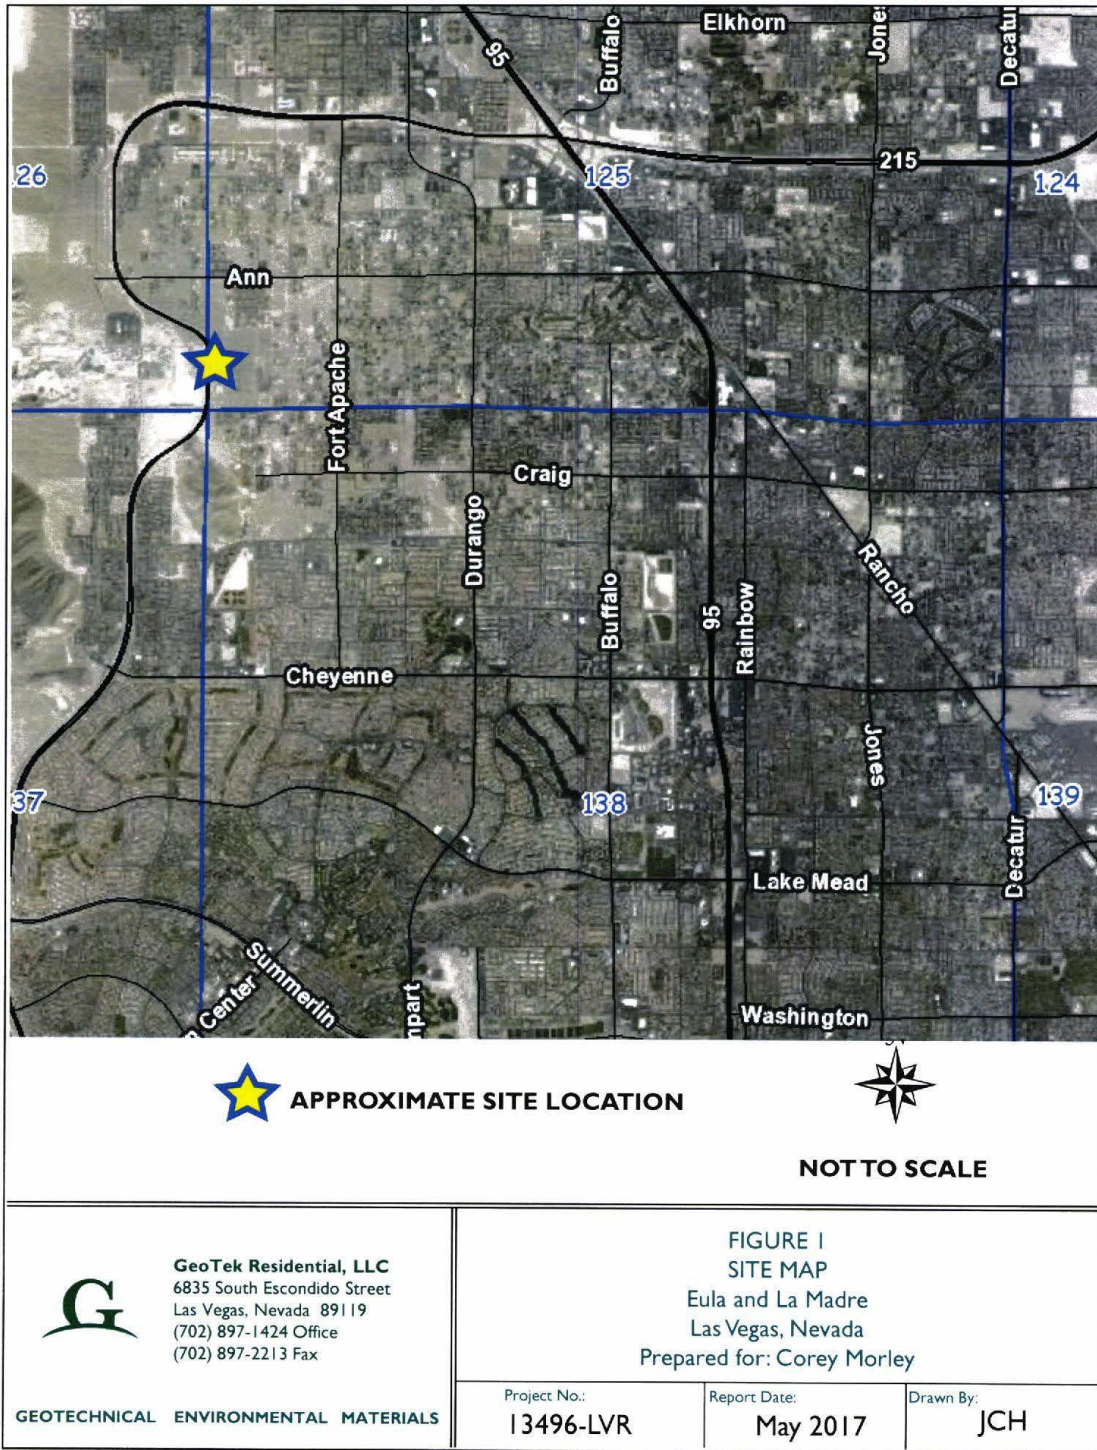 Elkhorn
Buffalo
Jones
Decatur
95
215
126
125
124
Ann
Fort Apache
Craig
Durango
Buffalo
95
Rainbow
Rancho
Cheyenne
Jones
37
138
139
Decatur
Lake Mead
Summerlin
n Center
mpart
Washington
APPROXIMATE SITE LOCATION
NOT TO SCALE
G
GeoTek Residential, LLC
6835 South Escondido Street
Las Vegas, Nevada 89119
(702) 897-1424 Office
(702) 897-2213 Fax
GEOTECHNICAL ENVIRONMENTAL MATERIALS
FIGURE 1
SITE MAP
Eula and La Madre
Las Vegas, Nevada
Prepared for: Corey Morley
Project No.:
13496-LVR
Report Date:
May 2017
Drawn By:
JCH